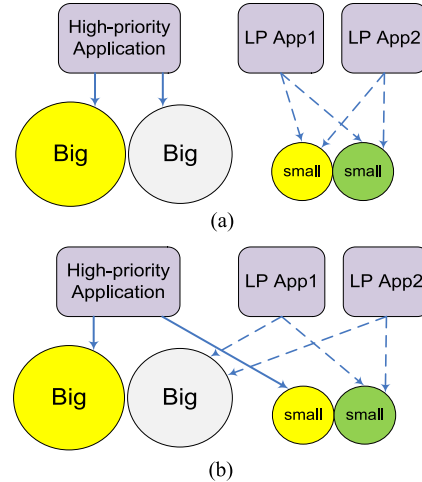 High-priority
Application
LP App1
LP App2
Big
Big
small
small
(a)
High-priority
Application
LP App1
LP App2
Big
Big
small
small
(b)